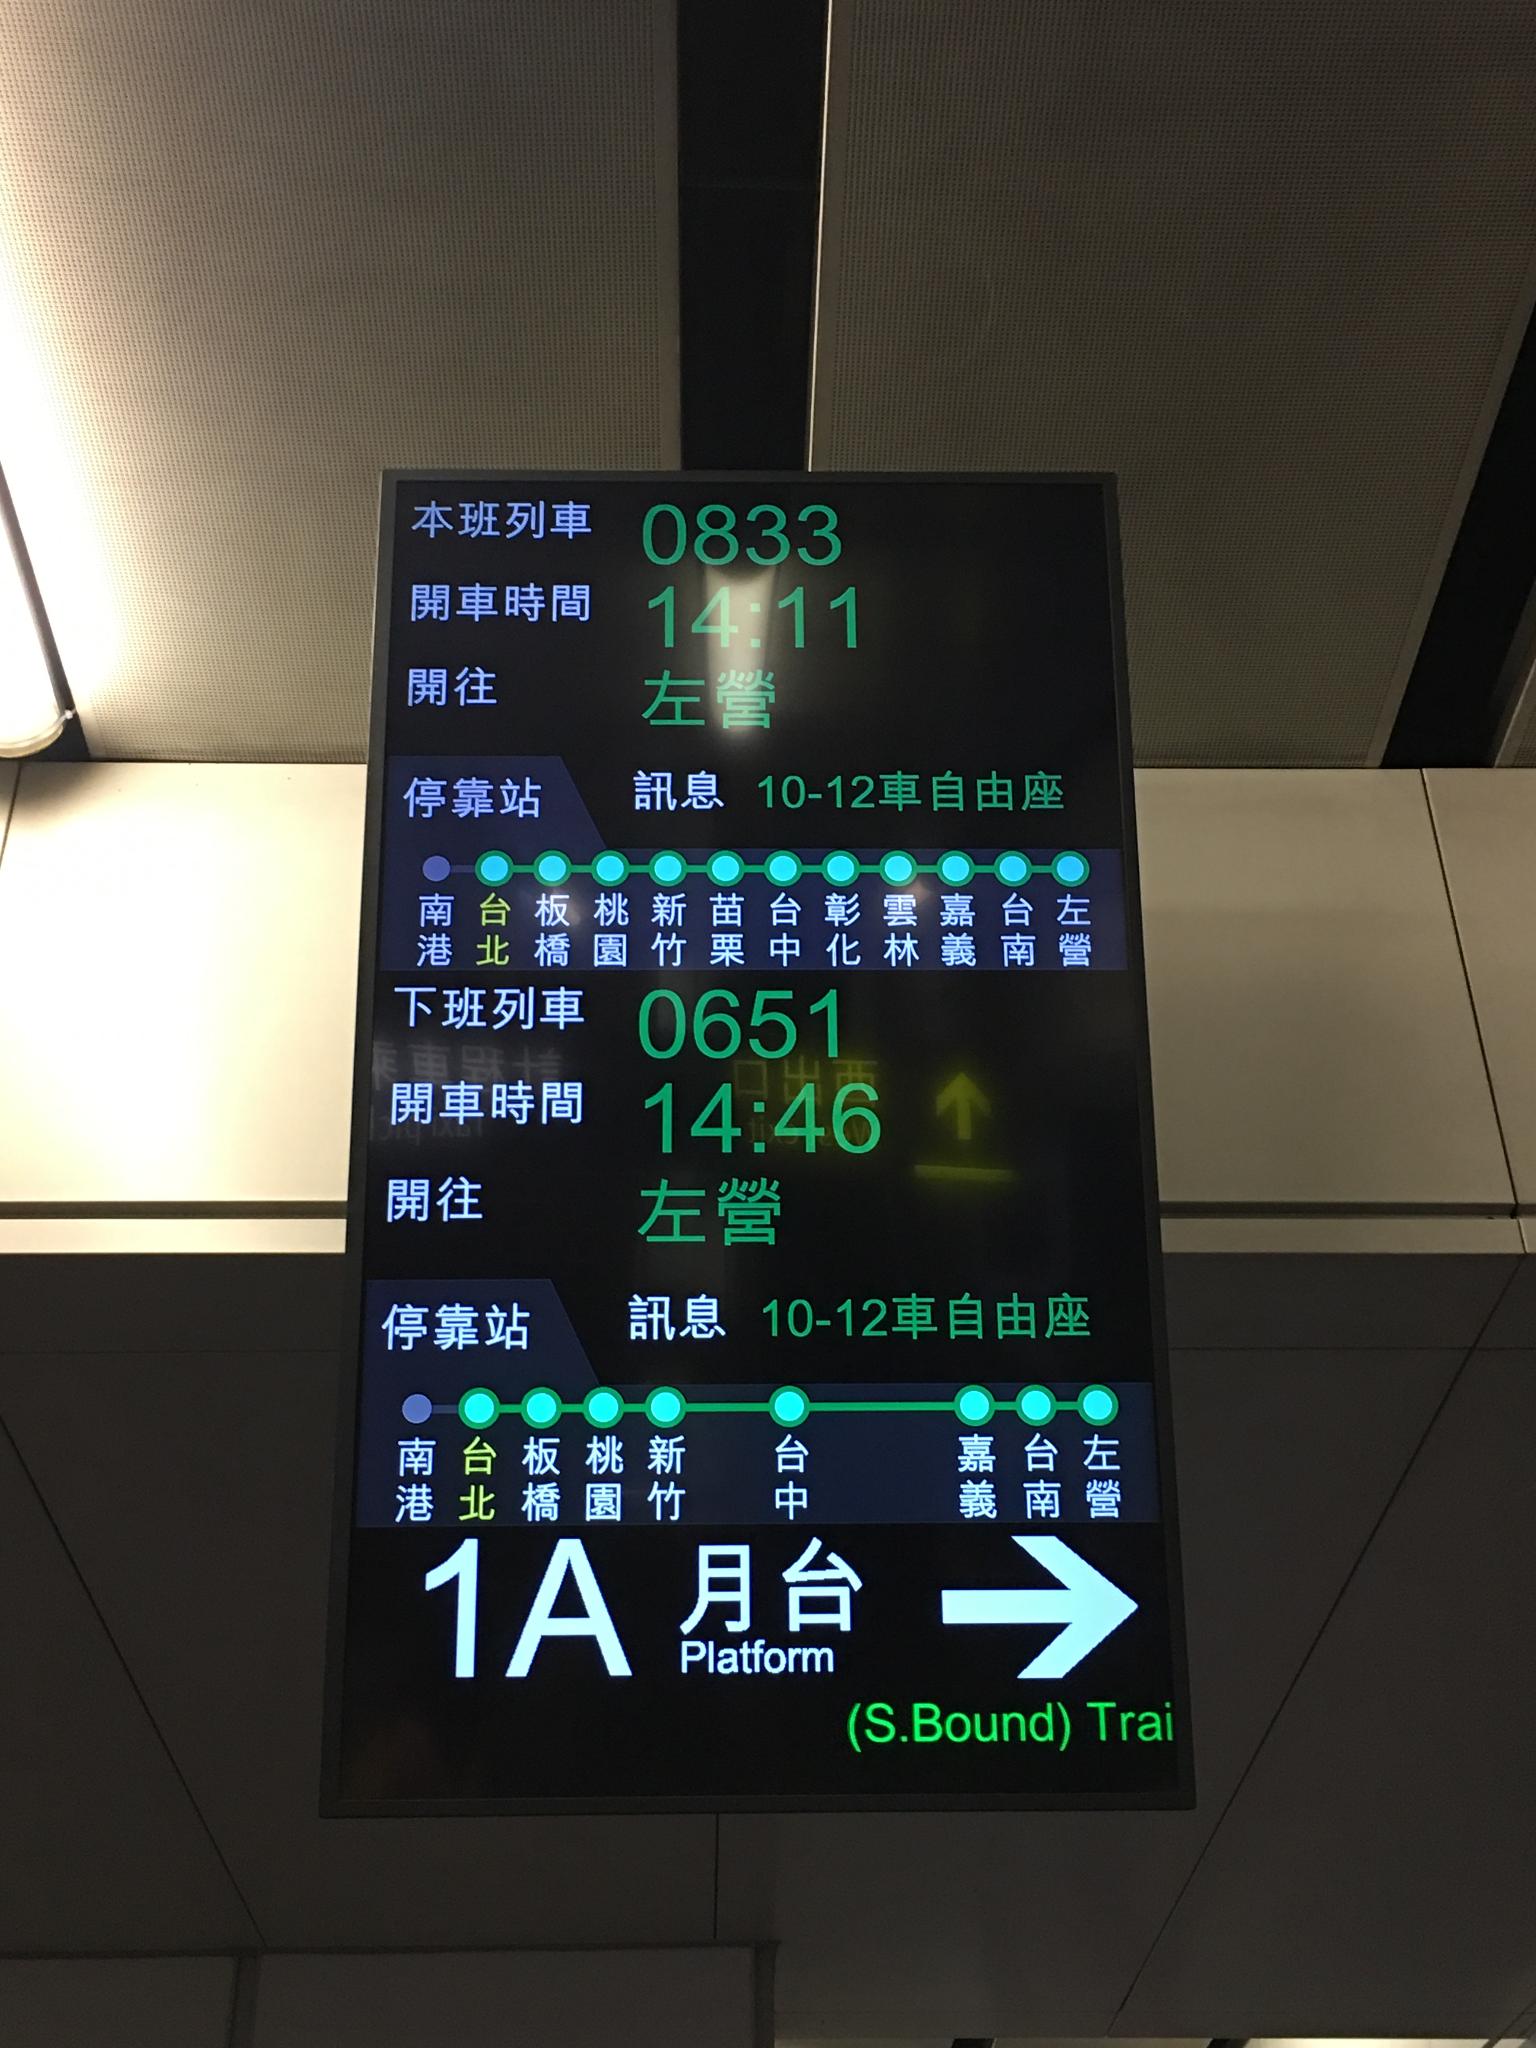 本班列車 0833
開車時間 14:11
開往 左營
停靠站 訊息 10-12車自由座
南港 台北 板橋 桃園 新竹 苗栗 台中 彰化 雲林 嘉義 台南 左營
下班列車 0651
開車時間 14:46
開往 左營
停靠站 訊息 10-12車自由座
南港 台北 板橋 桃園 新竹 台中 嘉義 台南 左營
1A 月台
Platform
(S.Bound) Trai